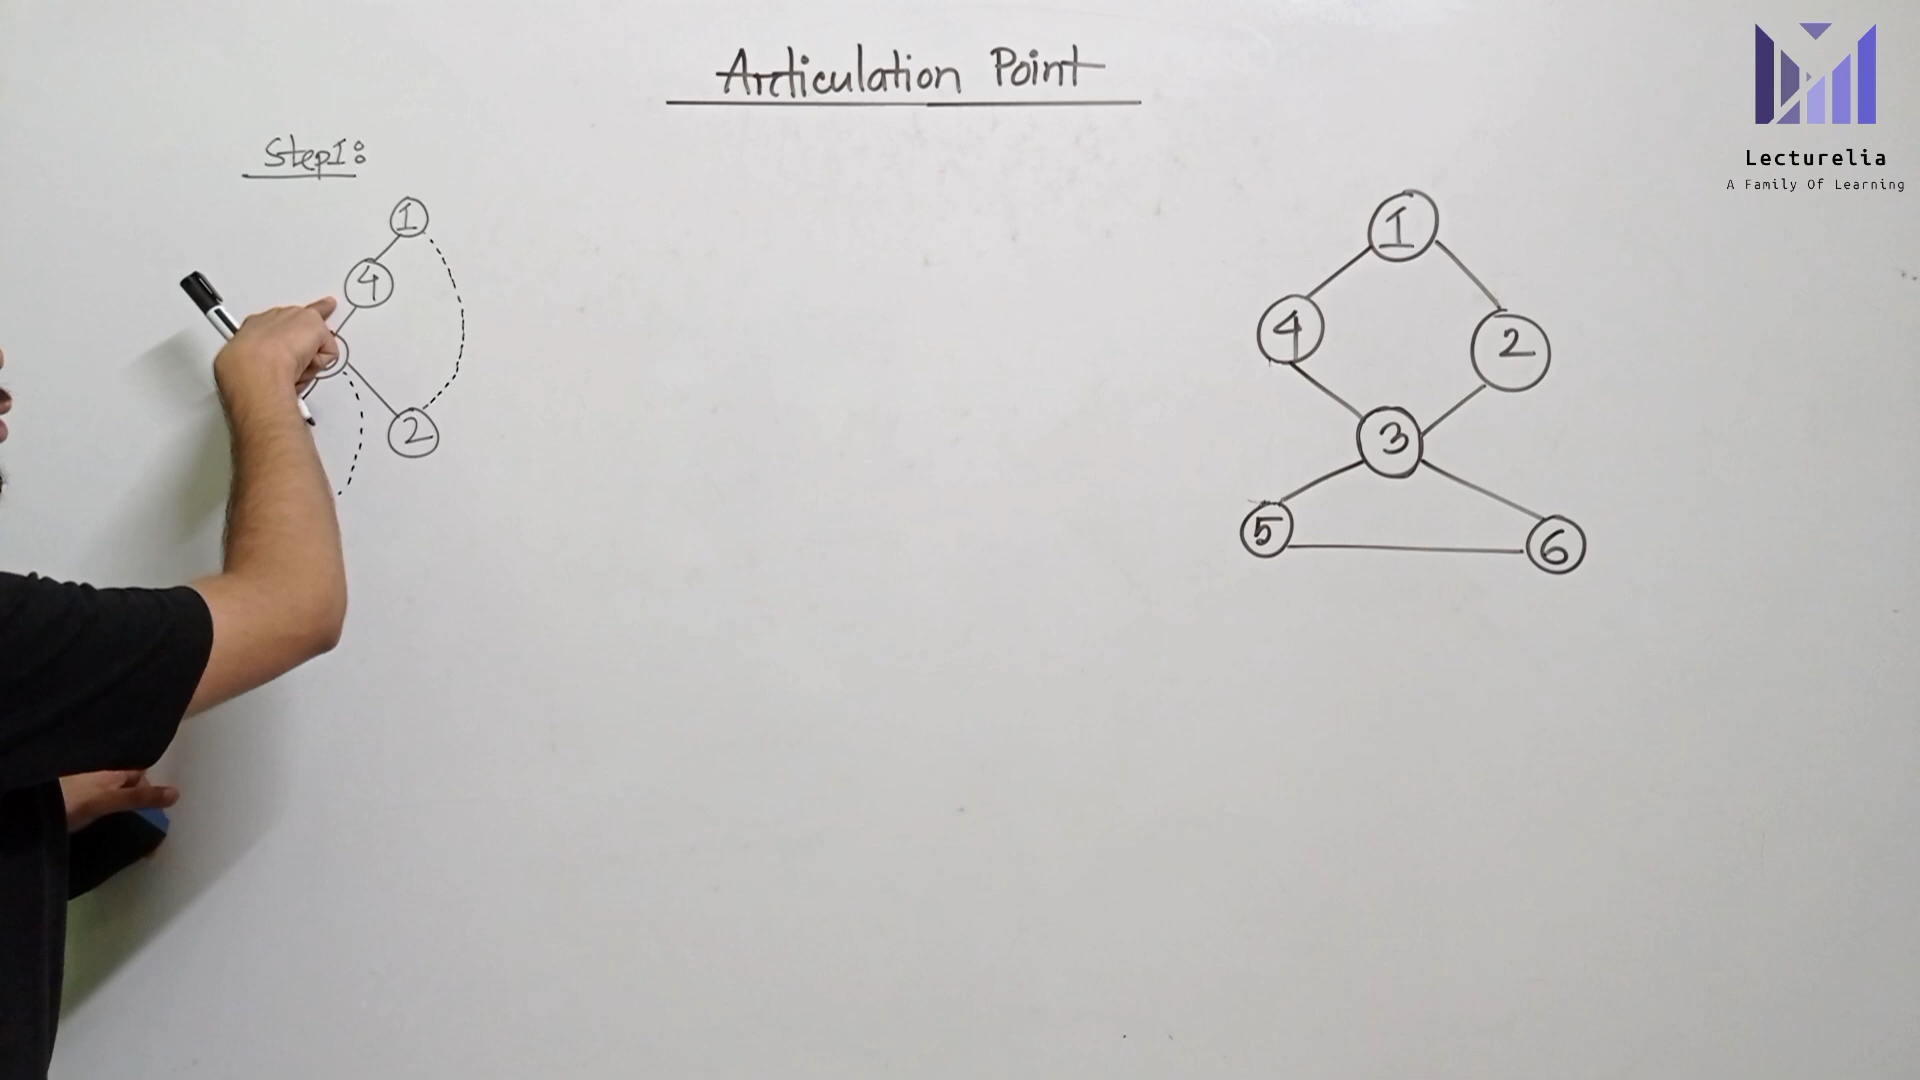 Articulation Point
Lecturelia
A Family Of Learning
Step1:
1
4
2
1
4
2
3
5
6